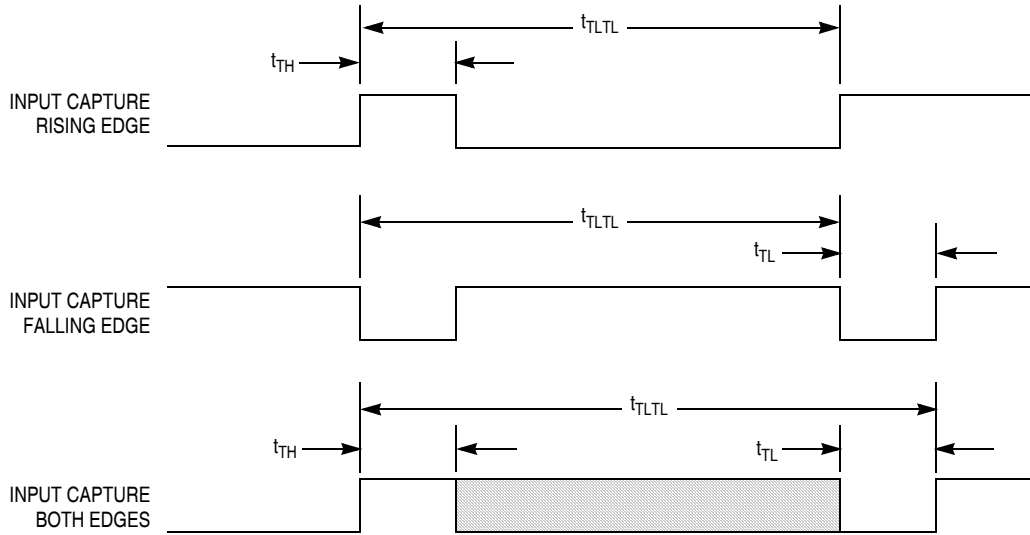 tTLTL
tTH
INPUT CAPTURE
RISING EDGE
tTLTL
tTL
INPUT CAPTURE
FALLING EDGE
tTLTL
tTH
tTL
INPUT CAPTURE
BOTH EDGES